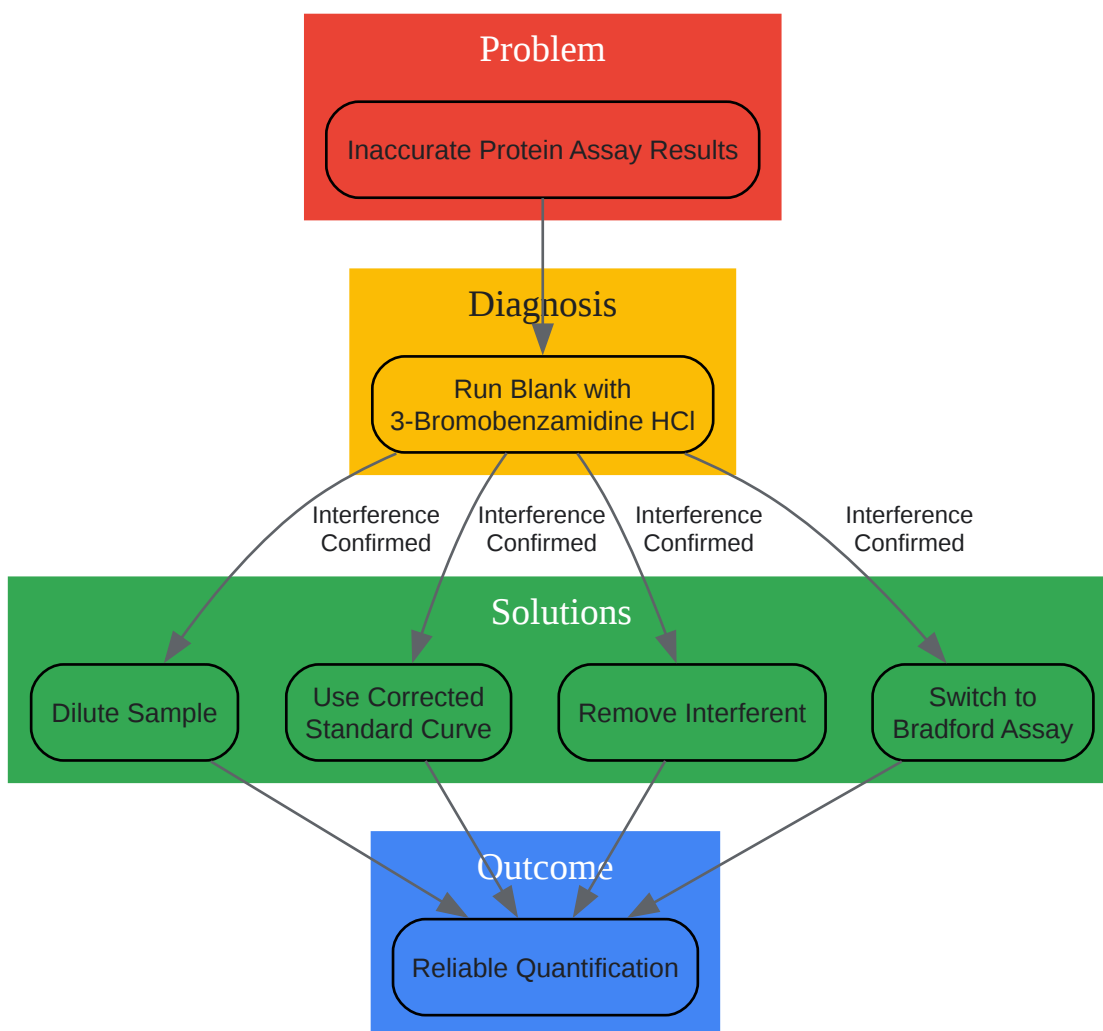 Problem
Inaccurate Protein Assay Results
Diagnosis
Run Blank with
3-Bromobenzamidine HCl
Interference
Confirmed
Interference
Confirmed
Interference
Confirmed
Interference
Confirmed
Solutions
Dilute Sample
Use Corrected
Standard Curve
Remove Interferent
Switch to
Bradford Assay
Outcome
Reliable Quantification